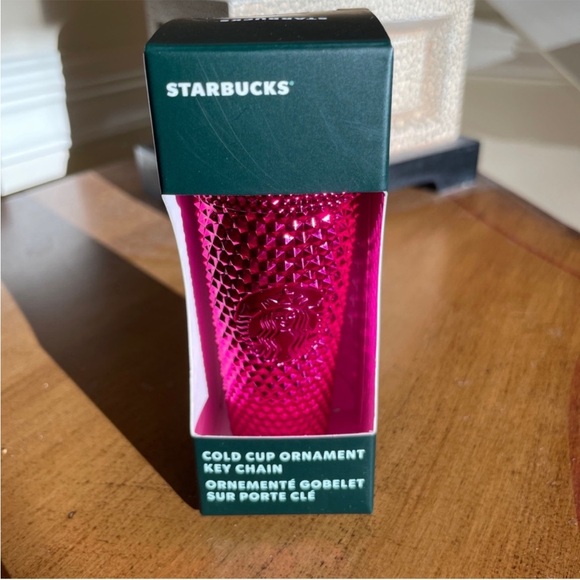 STARBUCKS®
COLD CUP ORNAMENT
KEY CHAIN
ORNEMENTÉ GOBELET
SUR PORTE CLÉ